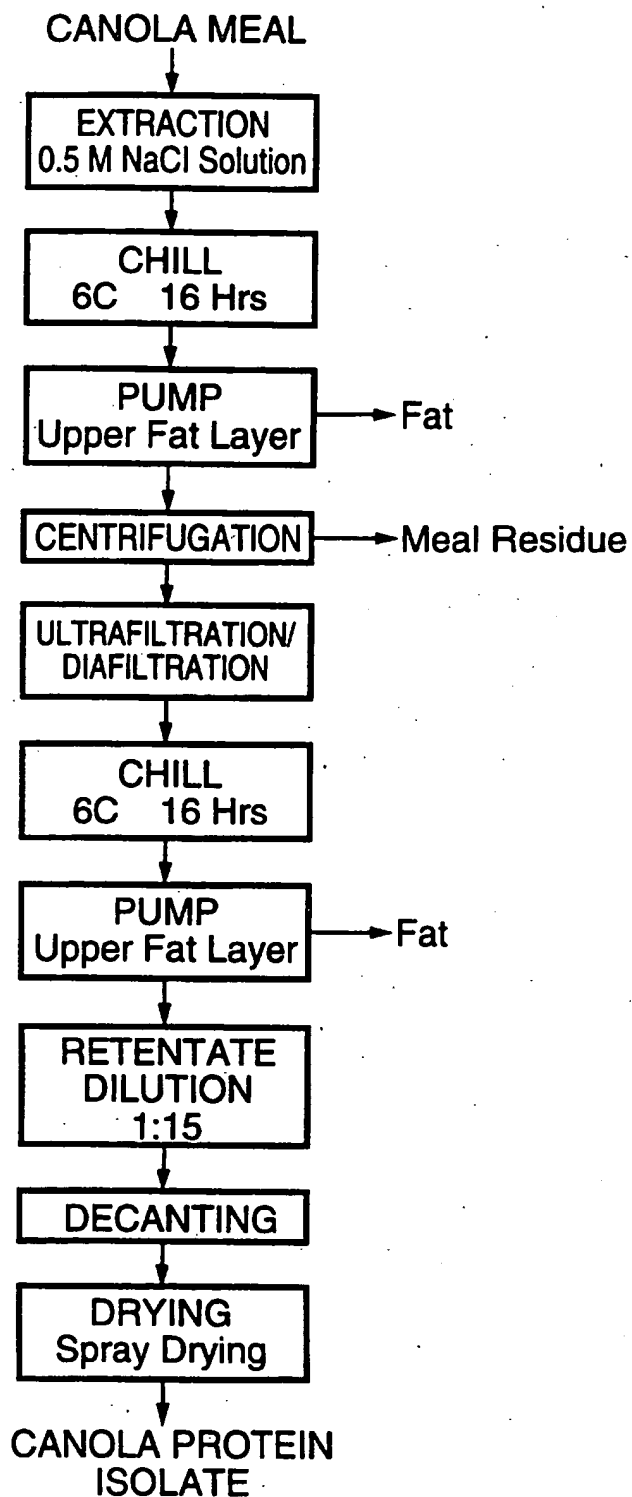 CANOLA MEAL
EXTRACTION
0.5 M NaCl Solution
CHILL
6C 16 Hrs
PUMP
Upper Fat Layer
Fat
CENTRIFUGATION
Meal Residue
ULTRAFILTRATION/
DIAFILTRATION
CHILL
6C 16 Hrs
PUMP
Upper Fat Layer
Fat
RETENTATE
DILUTION
1:15
DECANTING
DRYING
Spray Drying
CANOLA PROTEIN
ISOLATE